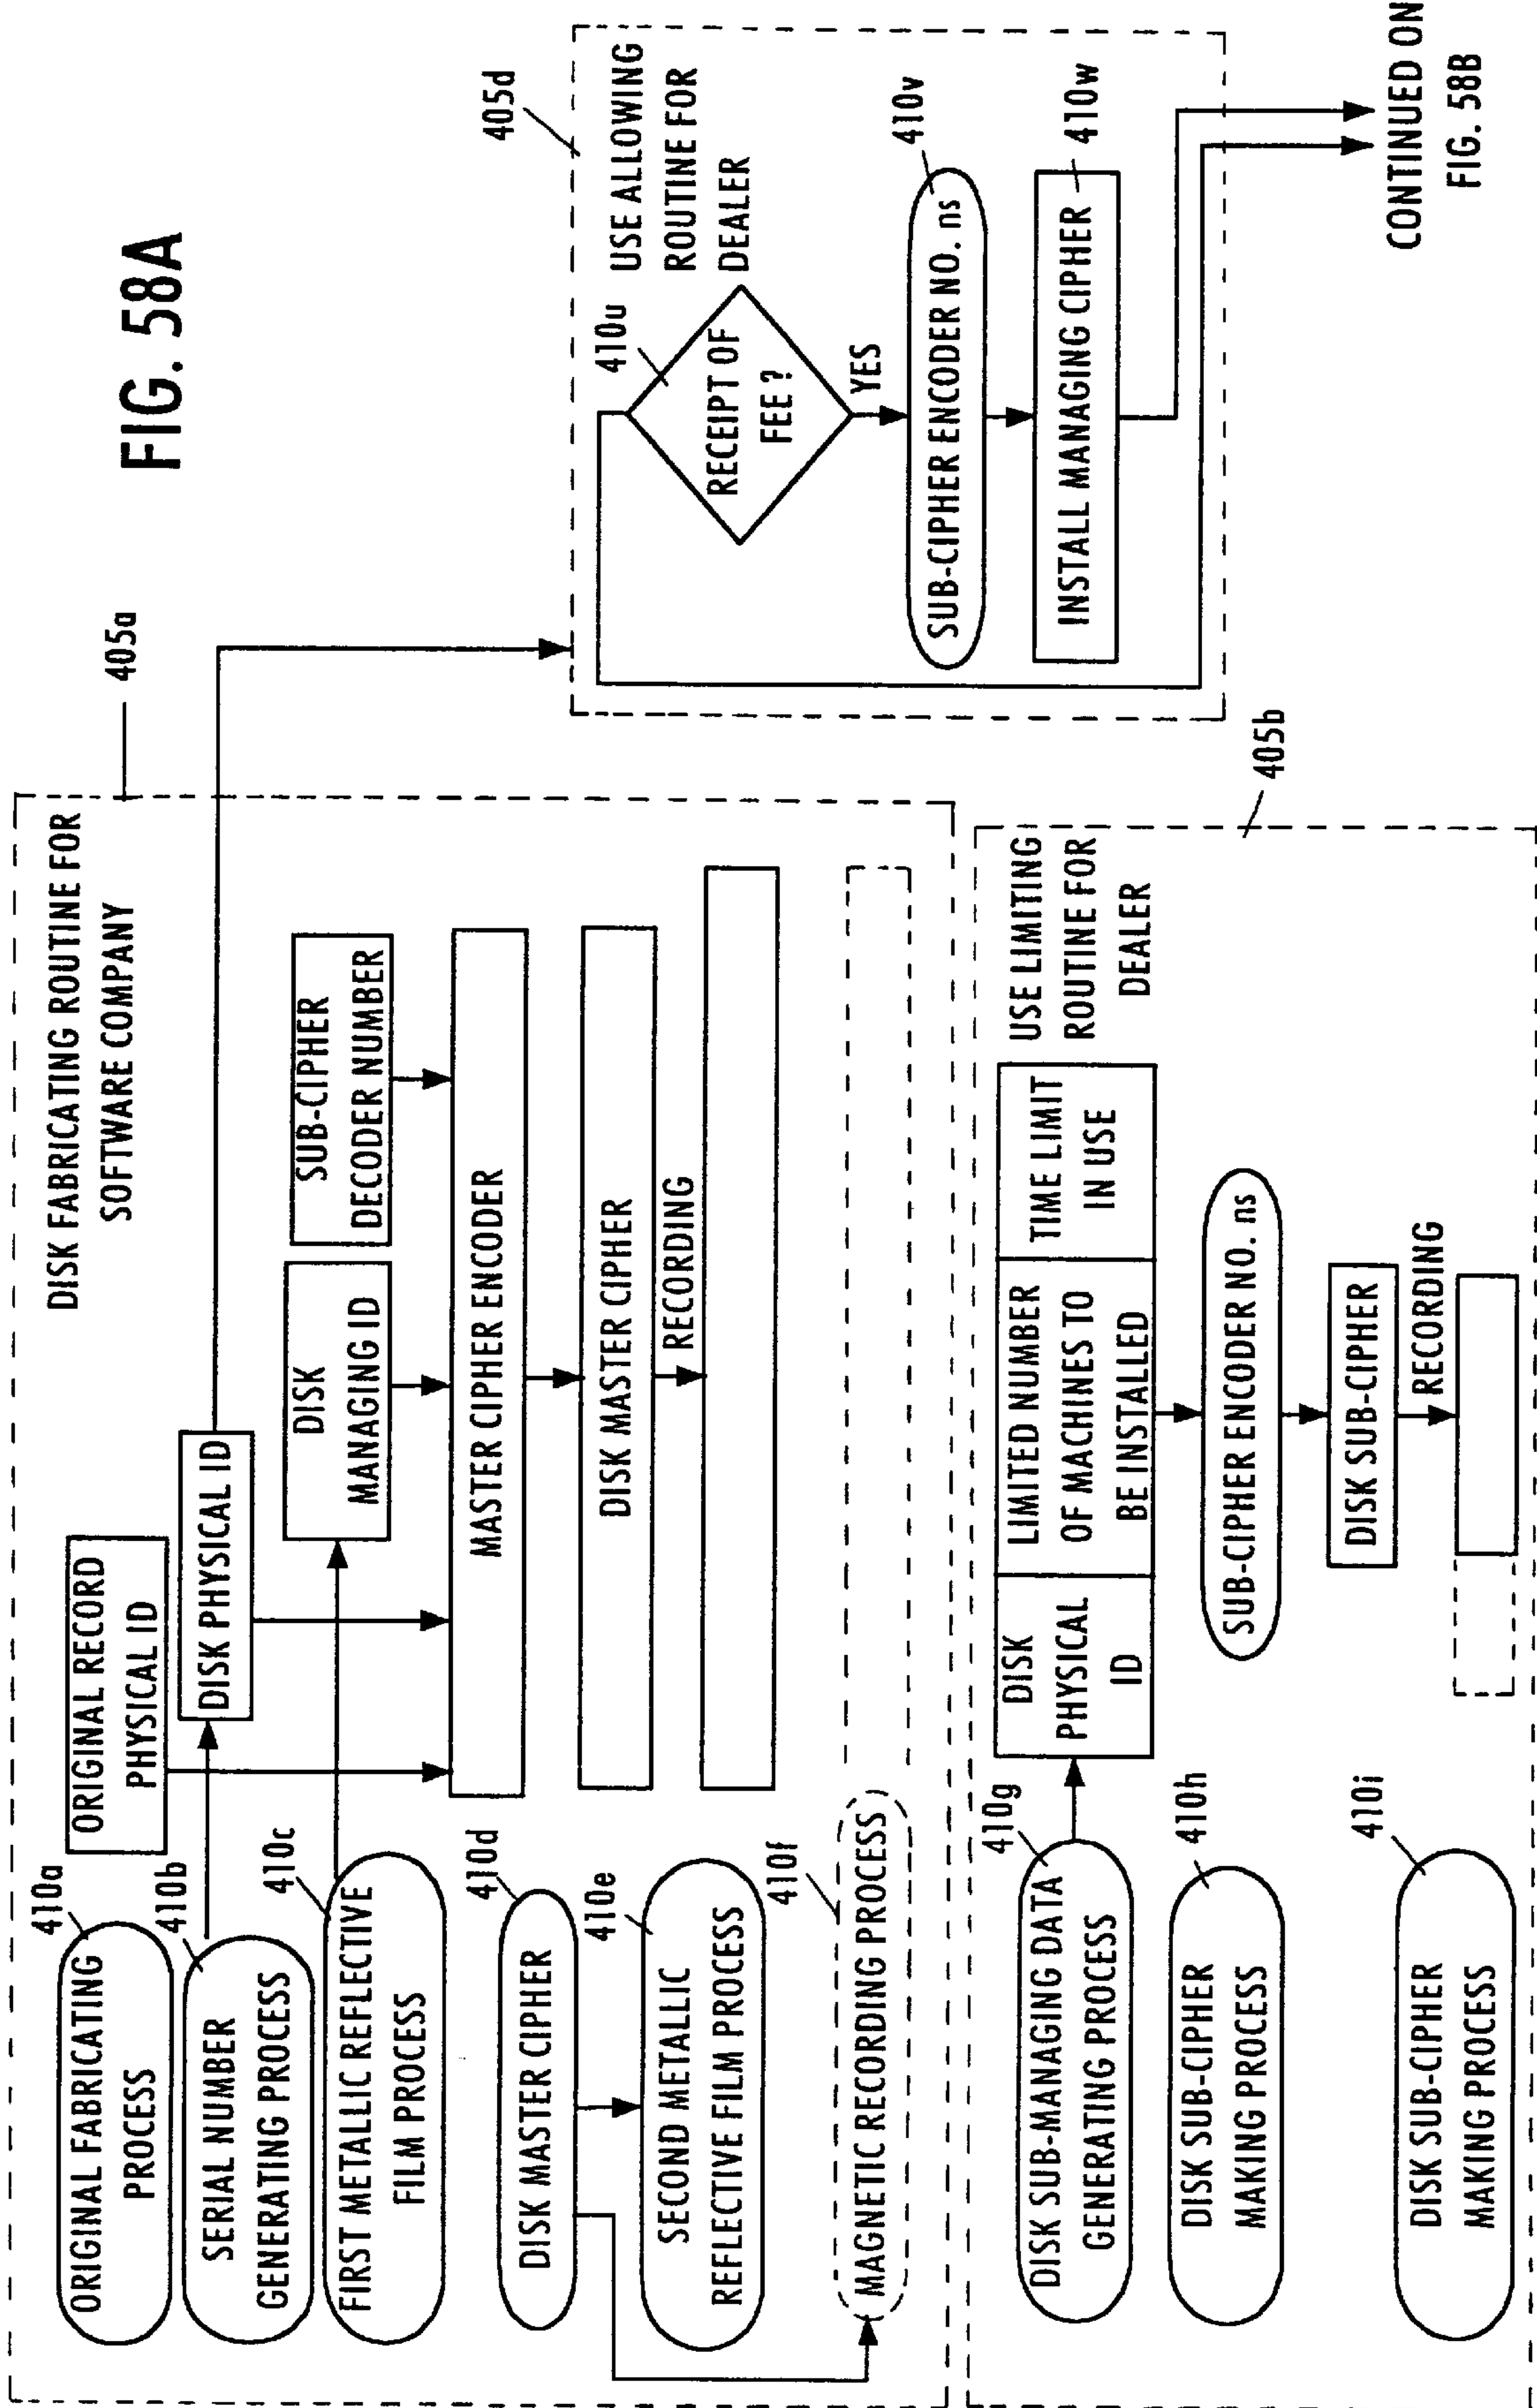 FIG. 58A
DISK FABRICATING ROUTINE FOR
SOFTWARE COMPANY
405a
410a
ORIGINAL FABRICATING
PROCESS
ORIGINAL RECORD
PHYSICAL ID
410b
SERIAL NUMBER
GENERATING PROCESS
DISK PHYSICAL ID
410c
FIRST METALLIC REFLECTIVE
FILM PROCESS
DISK
MANAGING ID
SUB-CIPHER
DECODER NUMBER
MASTER CIPHER ENCODER
410d
DISK MASTER CIPHER
DISK MASTER CIPHER
RECORDING
410e
SECOND METALLIC
REFLECTIVE FILM PROCESS
410f
MAGNETIC RECORDING PROCESS
405d
USE ALLOWING
ROUTINE FOR
DEALER
410u
RECEIPT OF
FEE?
YES
410v
SUB-CIPHER ENCODER NO. ns
410w
INSTALL MANAGING CIPHER
CONTINUED ON
FIG. 58B
405b
USE LIMITING
ROUTINE FOR
DEALER
410g
DISK SUB-MANAGING DATA
GENERATING PROCESS
DISK
PHYSICAL
ID
LIMITED NUMBER
OF MACHINES TO
BE INSTALLED
TIME LIMIT
IN USE
410h
DISK SUB-CIPHER
MAKING PROCESS
SUB-CIPHER ENCODER NO. ns
DISK SUB-CIPHER
RECORDING
410i
DISK SUB-CIPHER
MAKING PROCESS